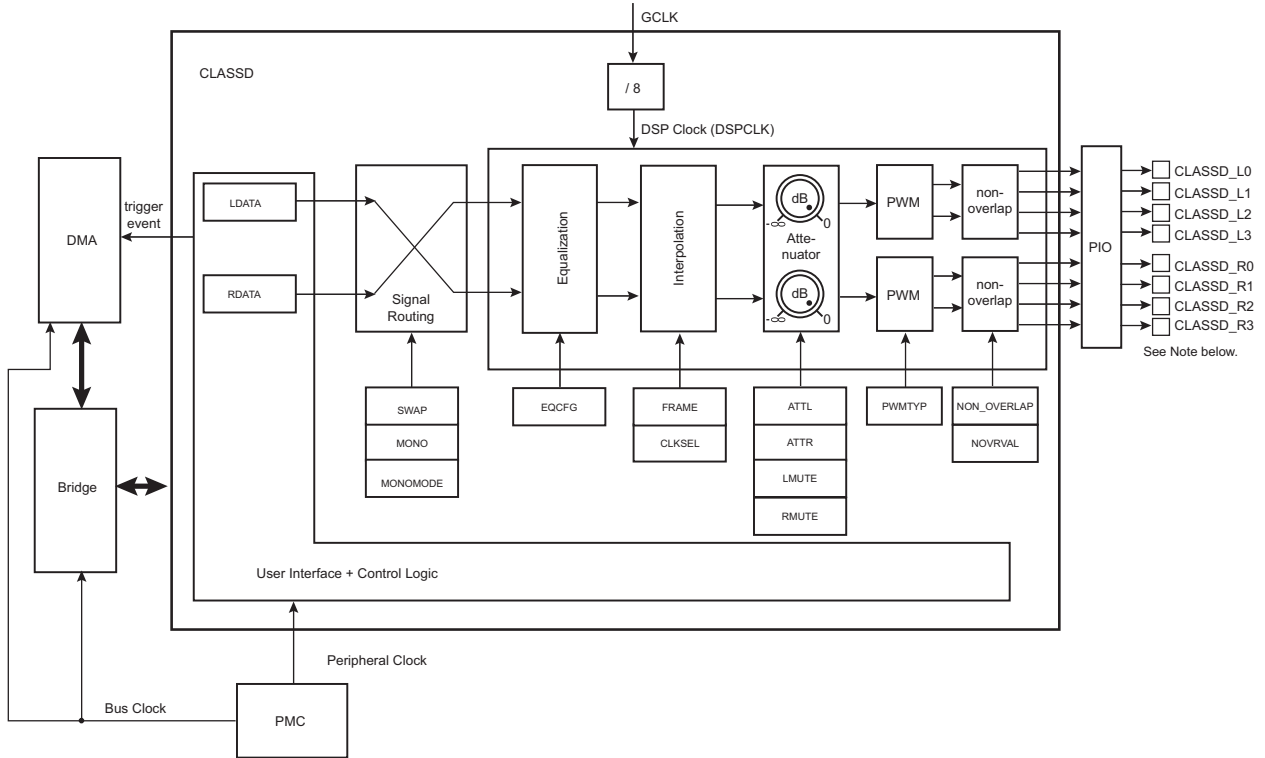 GCLK
CLASSD
/ 8
DSP Clock (DSPCLK)
DMA
trigger
event
LDATA
RDATA
Signal
Routing
Equalization
Interpolation
dB
-∞ 0
Atte-
nuator
dB
-∞ 0
PWM
PWM
non-
overlap
non-
overlap
PIO
CLASSD_L0
CLASSD_L1
CLASSD_L2
CLASSD_L3
CLASSD_R0
CLASSD_R1
CLASSD_R2
CLASSD_R3
See Note below.
SWAP
MONO
MONOMODE
EQCFG
FRAME
CLKSEL
ATTL
ATTR
LMUTE
RMUTE
PWMTYP
NON_OVERLAP
NOVRVAL
Bridge
User Interface + Control Logic
Peripheral Clock
Bus Clock
PMC